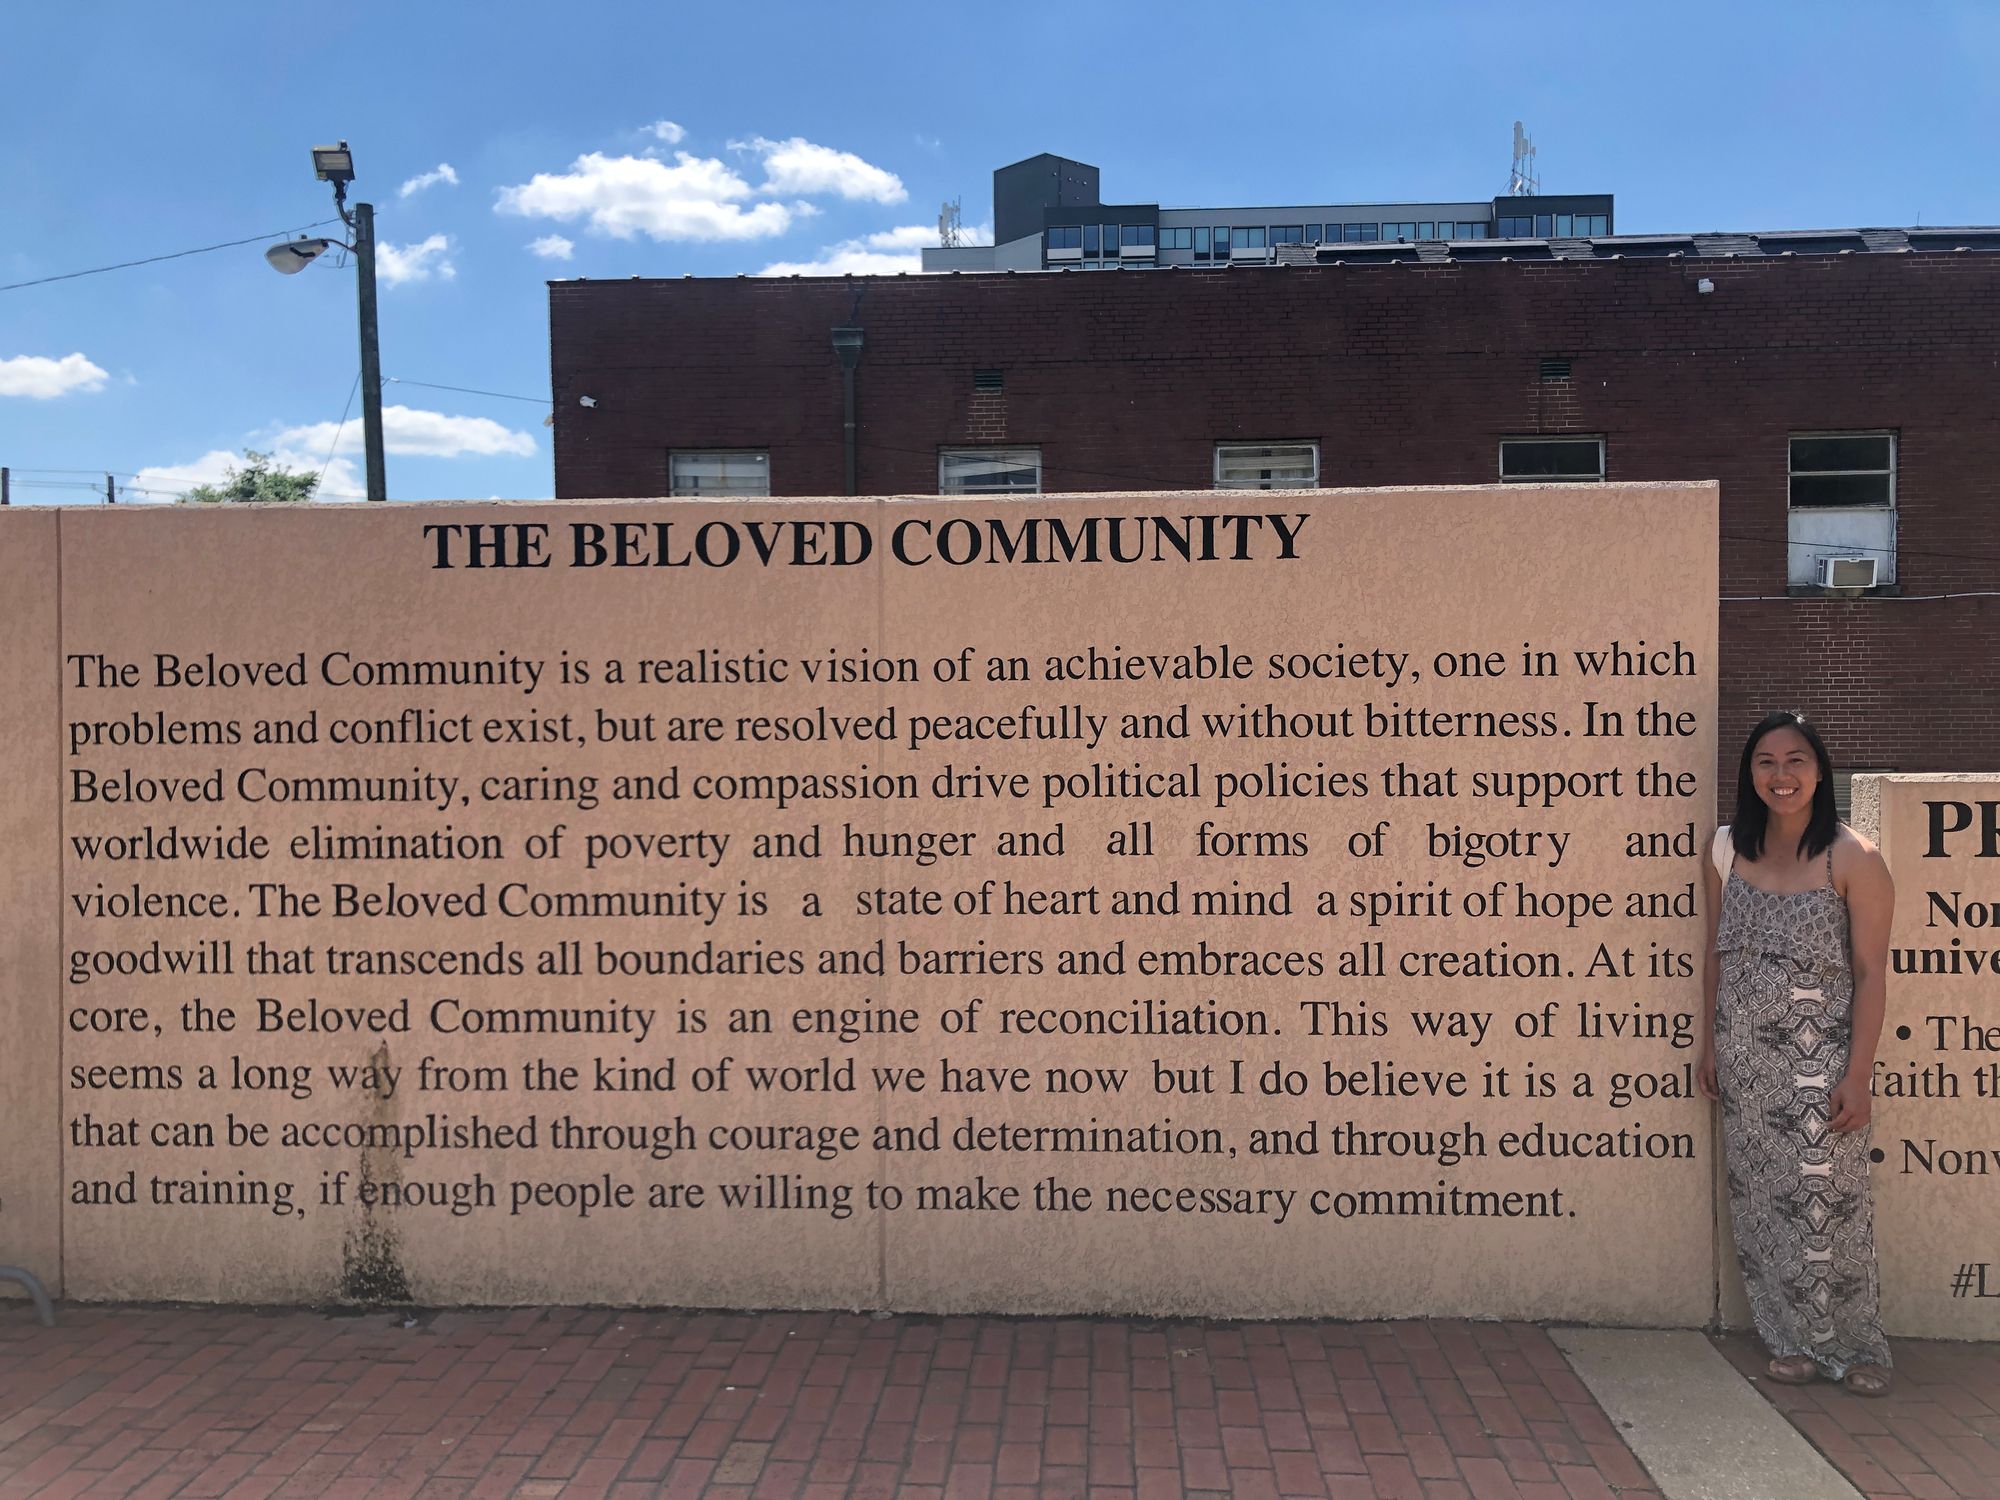 THE BELOVED COMMUNITY
The Beloved Community is a realistic vision of an achievable society, one in which
problems and conflict exist, but are resolved peacefully and without bitterness. In the
Beloved Community, caring and compassion drive political policies that support the
worldwide elimination of poverty and hunger and all forms of bigotry and
violence. The Beloved Community is a state of heart and mind a spirit of hope and
goodwill that transcends all boundaries and barriers and embraces all creation. At its
core, the Beloved Community is an engine of reconciliation. This way of living
seems a long way from the kind of world we have now but I do believe it is a goal
that can be accomplished through courage and determination, and through education
and training, if enough people are willing to make the necessary commitment.
• The
faith
•